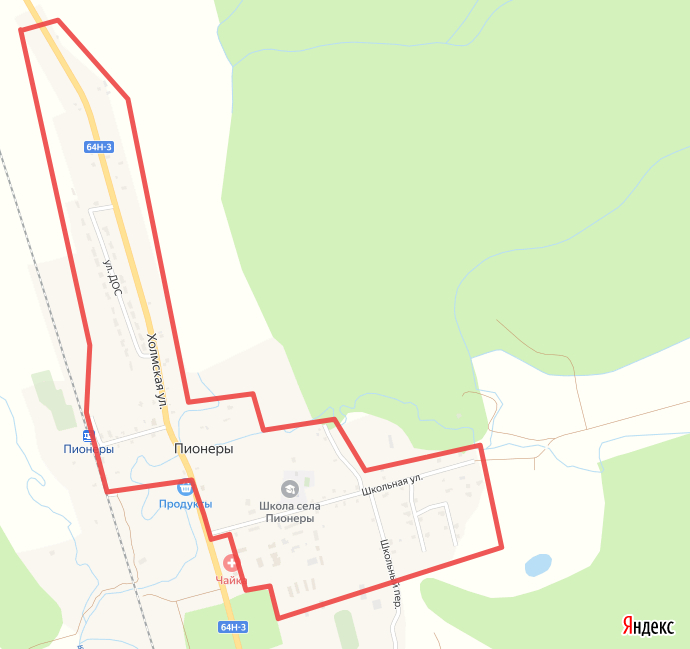 64Н-3
ул. ДОС
Холмская ул.
Пионеры
Пионеры
Продукты
Школьная ул.
Школа села
Пионеры
Школьный пер.
Чайка
64Н-3
Яндекс